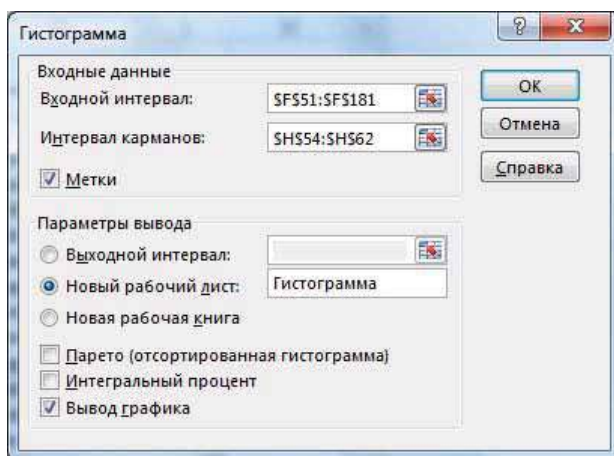 Гистограмма
Входные данные
Входной интервал: $F$51:$F$181
Интервал карманов: $H$54:$H$62
Метки
OK
Отмена
Справка
Параметры вывода
Выходной интервал:
Новый рабочий лист: Гистограмма
Новая рабочая книга
Парето (отсортированная гистограмма)
Интегральный процент
Вывод графика